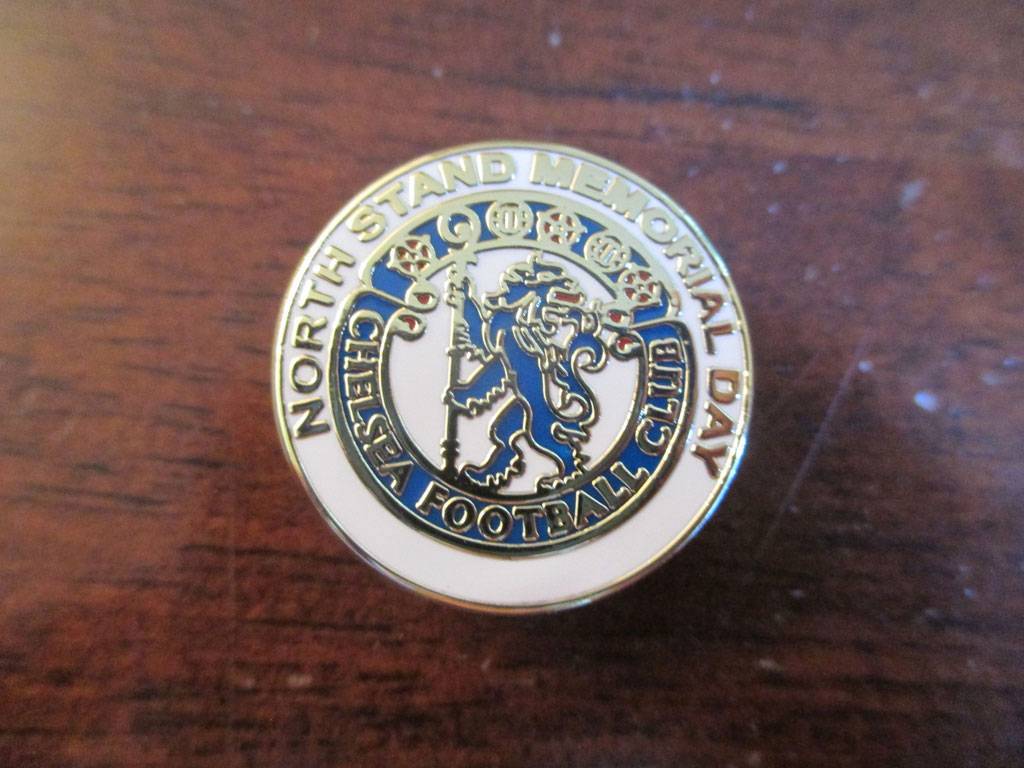 NORTH STAND MEMORIAL DAY
CHELSEA FOOTBALL CLUB